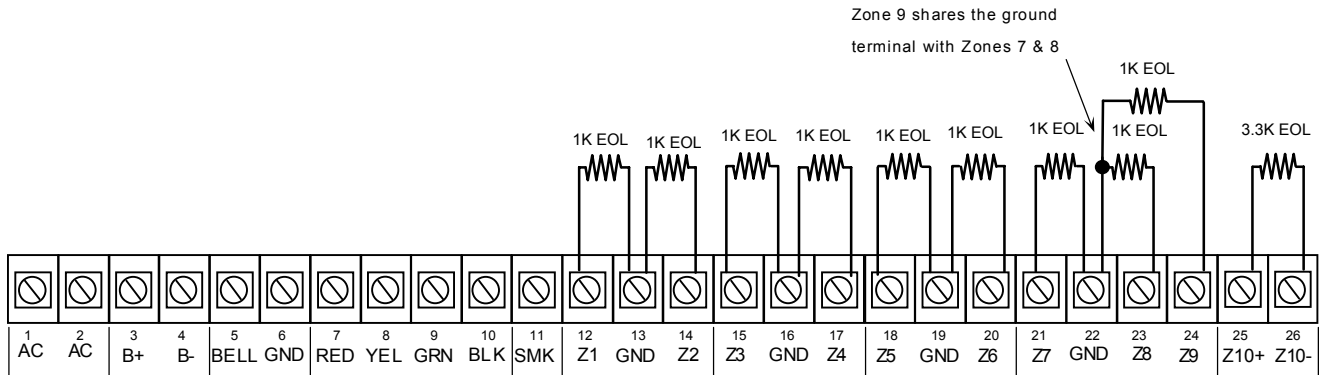 Zone 9 shares the ground
terminal with Zones 7 & 8
1K EOL
1K EOL
1K EOL
1K EOL
1K EOL
1K EOL
1K EOL
1K EOL
1K EOL
3.3K EOL
1 2 3 4 5 6 7 8 9 10 11 12 13 14 15 16 17 18 19 20 21 22 23 24 25 26
AC AC B+ B- BELL GND RED YEL GRN BLK SMK Z1 GND Z2 Z3 GND Z4 Z5 GND Z6 Z7 GND Z8 Z9 Z10+ Z10-